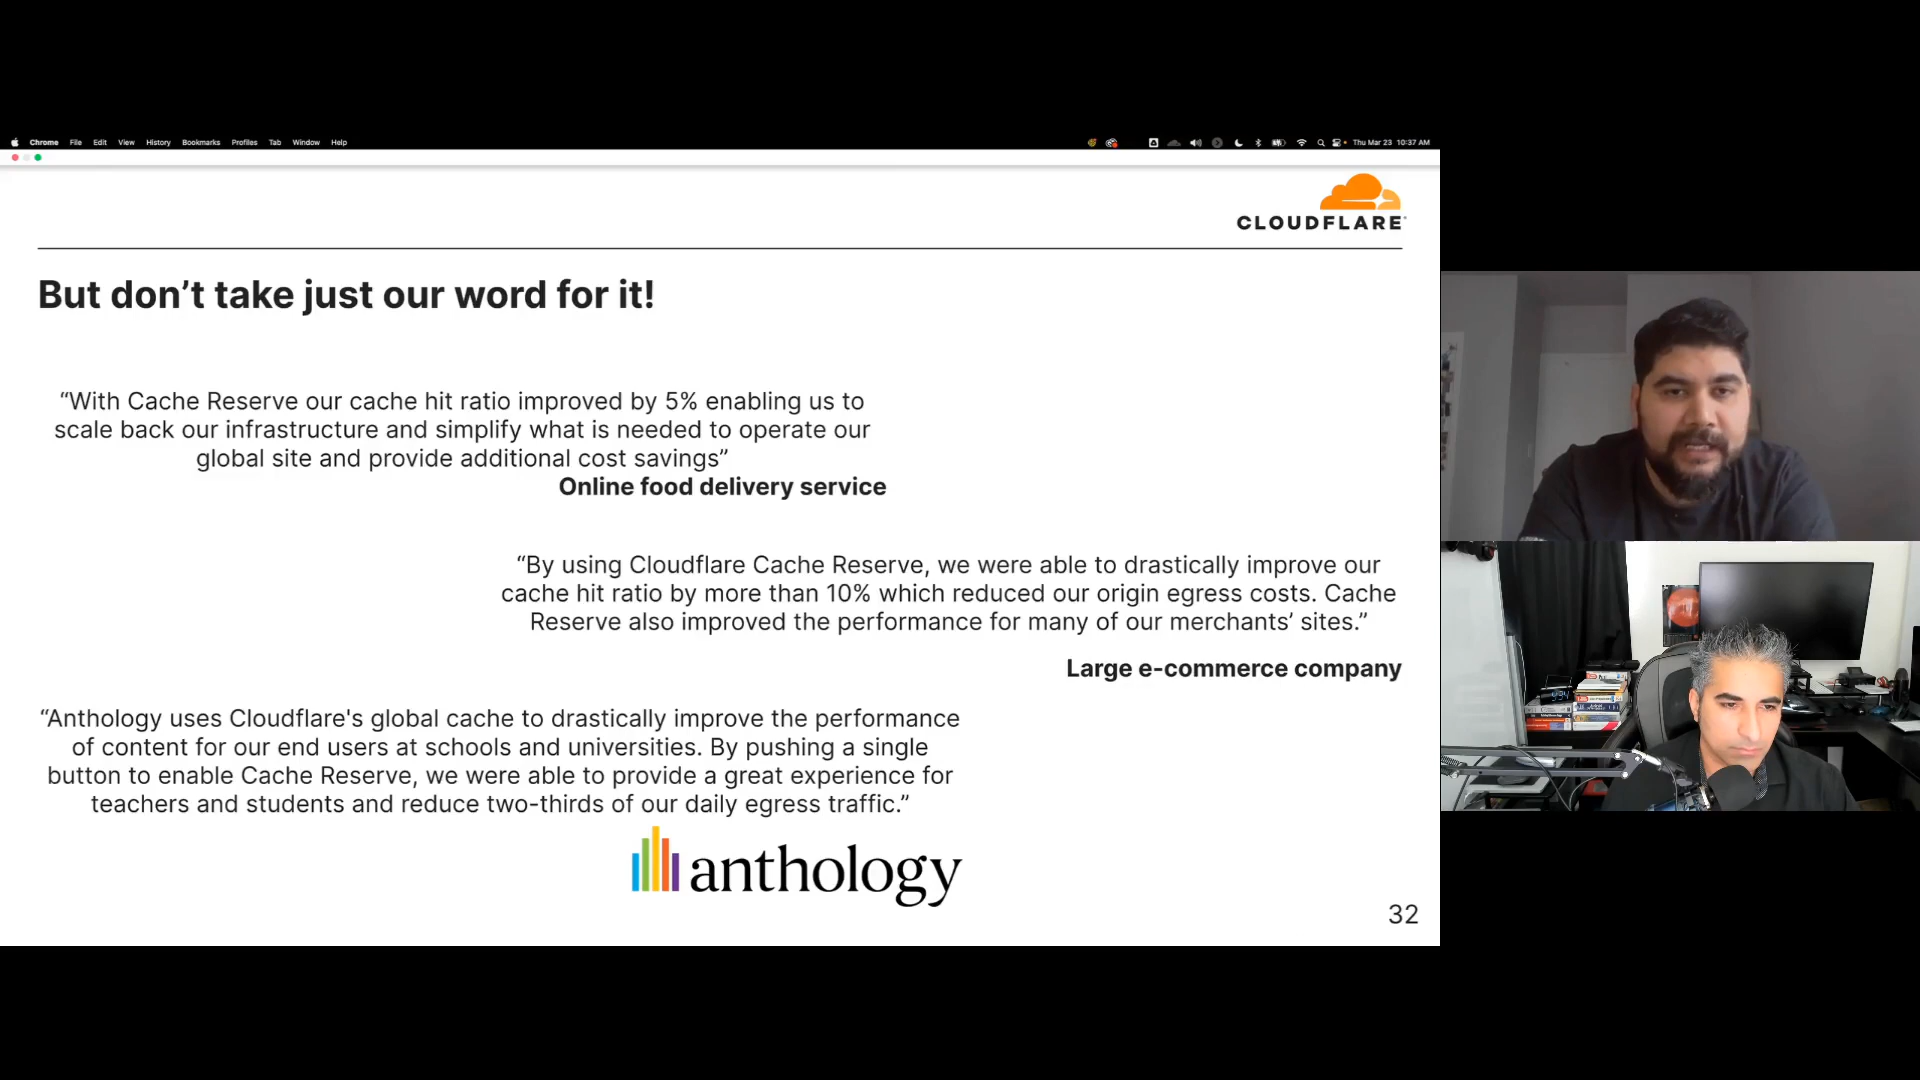 Chrome File Edit View History Bookmarks Profiles Tab Window Help
Thu Mar 23 10:37 AM
CLOUDFLARE
But don’t take just our word for it!
“With Cache Reserve our cache hit ratio improved by 5% enabling us to
scale back our infrastructure and simplify what is needed to operate our
global site and provide additional cost savings”
Online food delivery service
“By using Cloudflare Cache Reserve, we were able to drastically improve our
cache hit ratio by more than 10% which reduced our origin egress costs. Cache
Reserve also improved the performance for many of our merchants’ sites.”
Large e-commerce company
“Anthology uses Cloudflare's global cache to drastically improve the performance
of content for our end users at schools and universities. By pushing a single
button to enable Cache Reserve, we were able to provide a great experience for
teachers and students and reduce two-thirds of our daily egress traffic.”
anthology
32